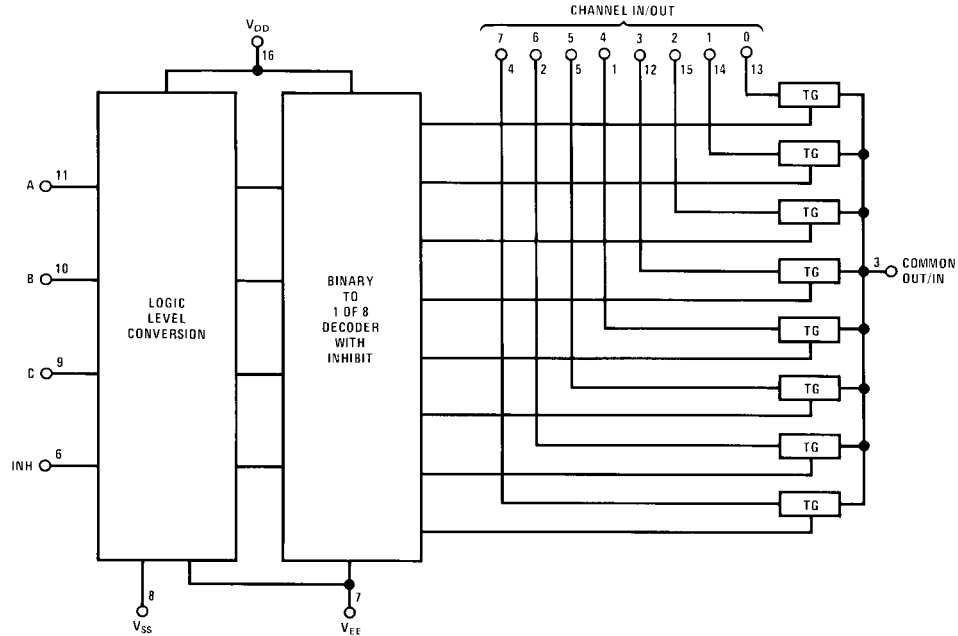 CHANNEL IN/OUT
VDD
16
7 6 5 4 3 2 1 0
4 2 5 1 12 15 14 13
TG
TG
TG
TG
TG
TG
TG
TG
A 11
B 10
C 9
INH 6
LOGIC
LEVEL
CONVERSION
BINARY
TO
1 OF 8
DECODER
WITH
INHIBIT
3 COMMON
OUT/IN
8
VSS
7
VEE